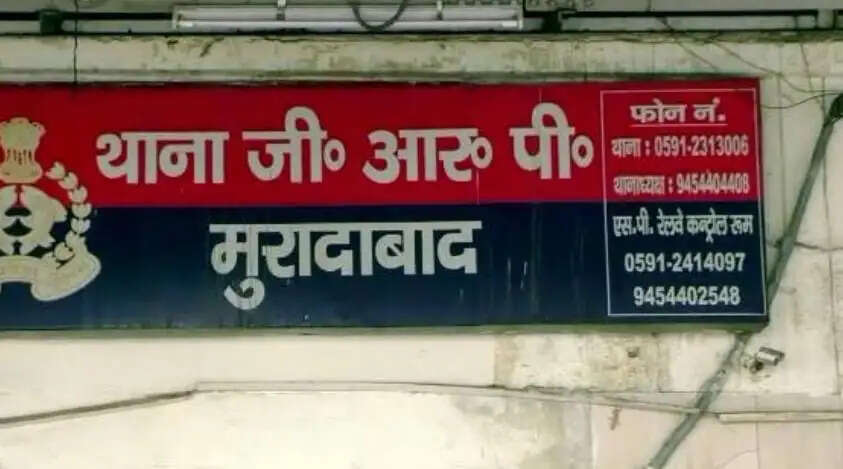 थाना जी० आर० पी०
मुरादाबाद
फोन नं.
थाना : 0591-2313006
थानाध्यक्ष : 9454404408
एस.पी. रेलवे कन्ट्रोल रूम
0591-2414097
9454402548